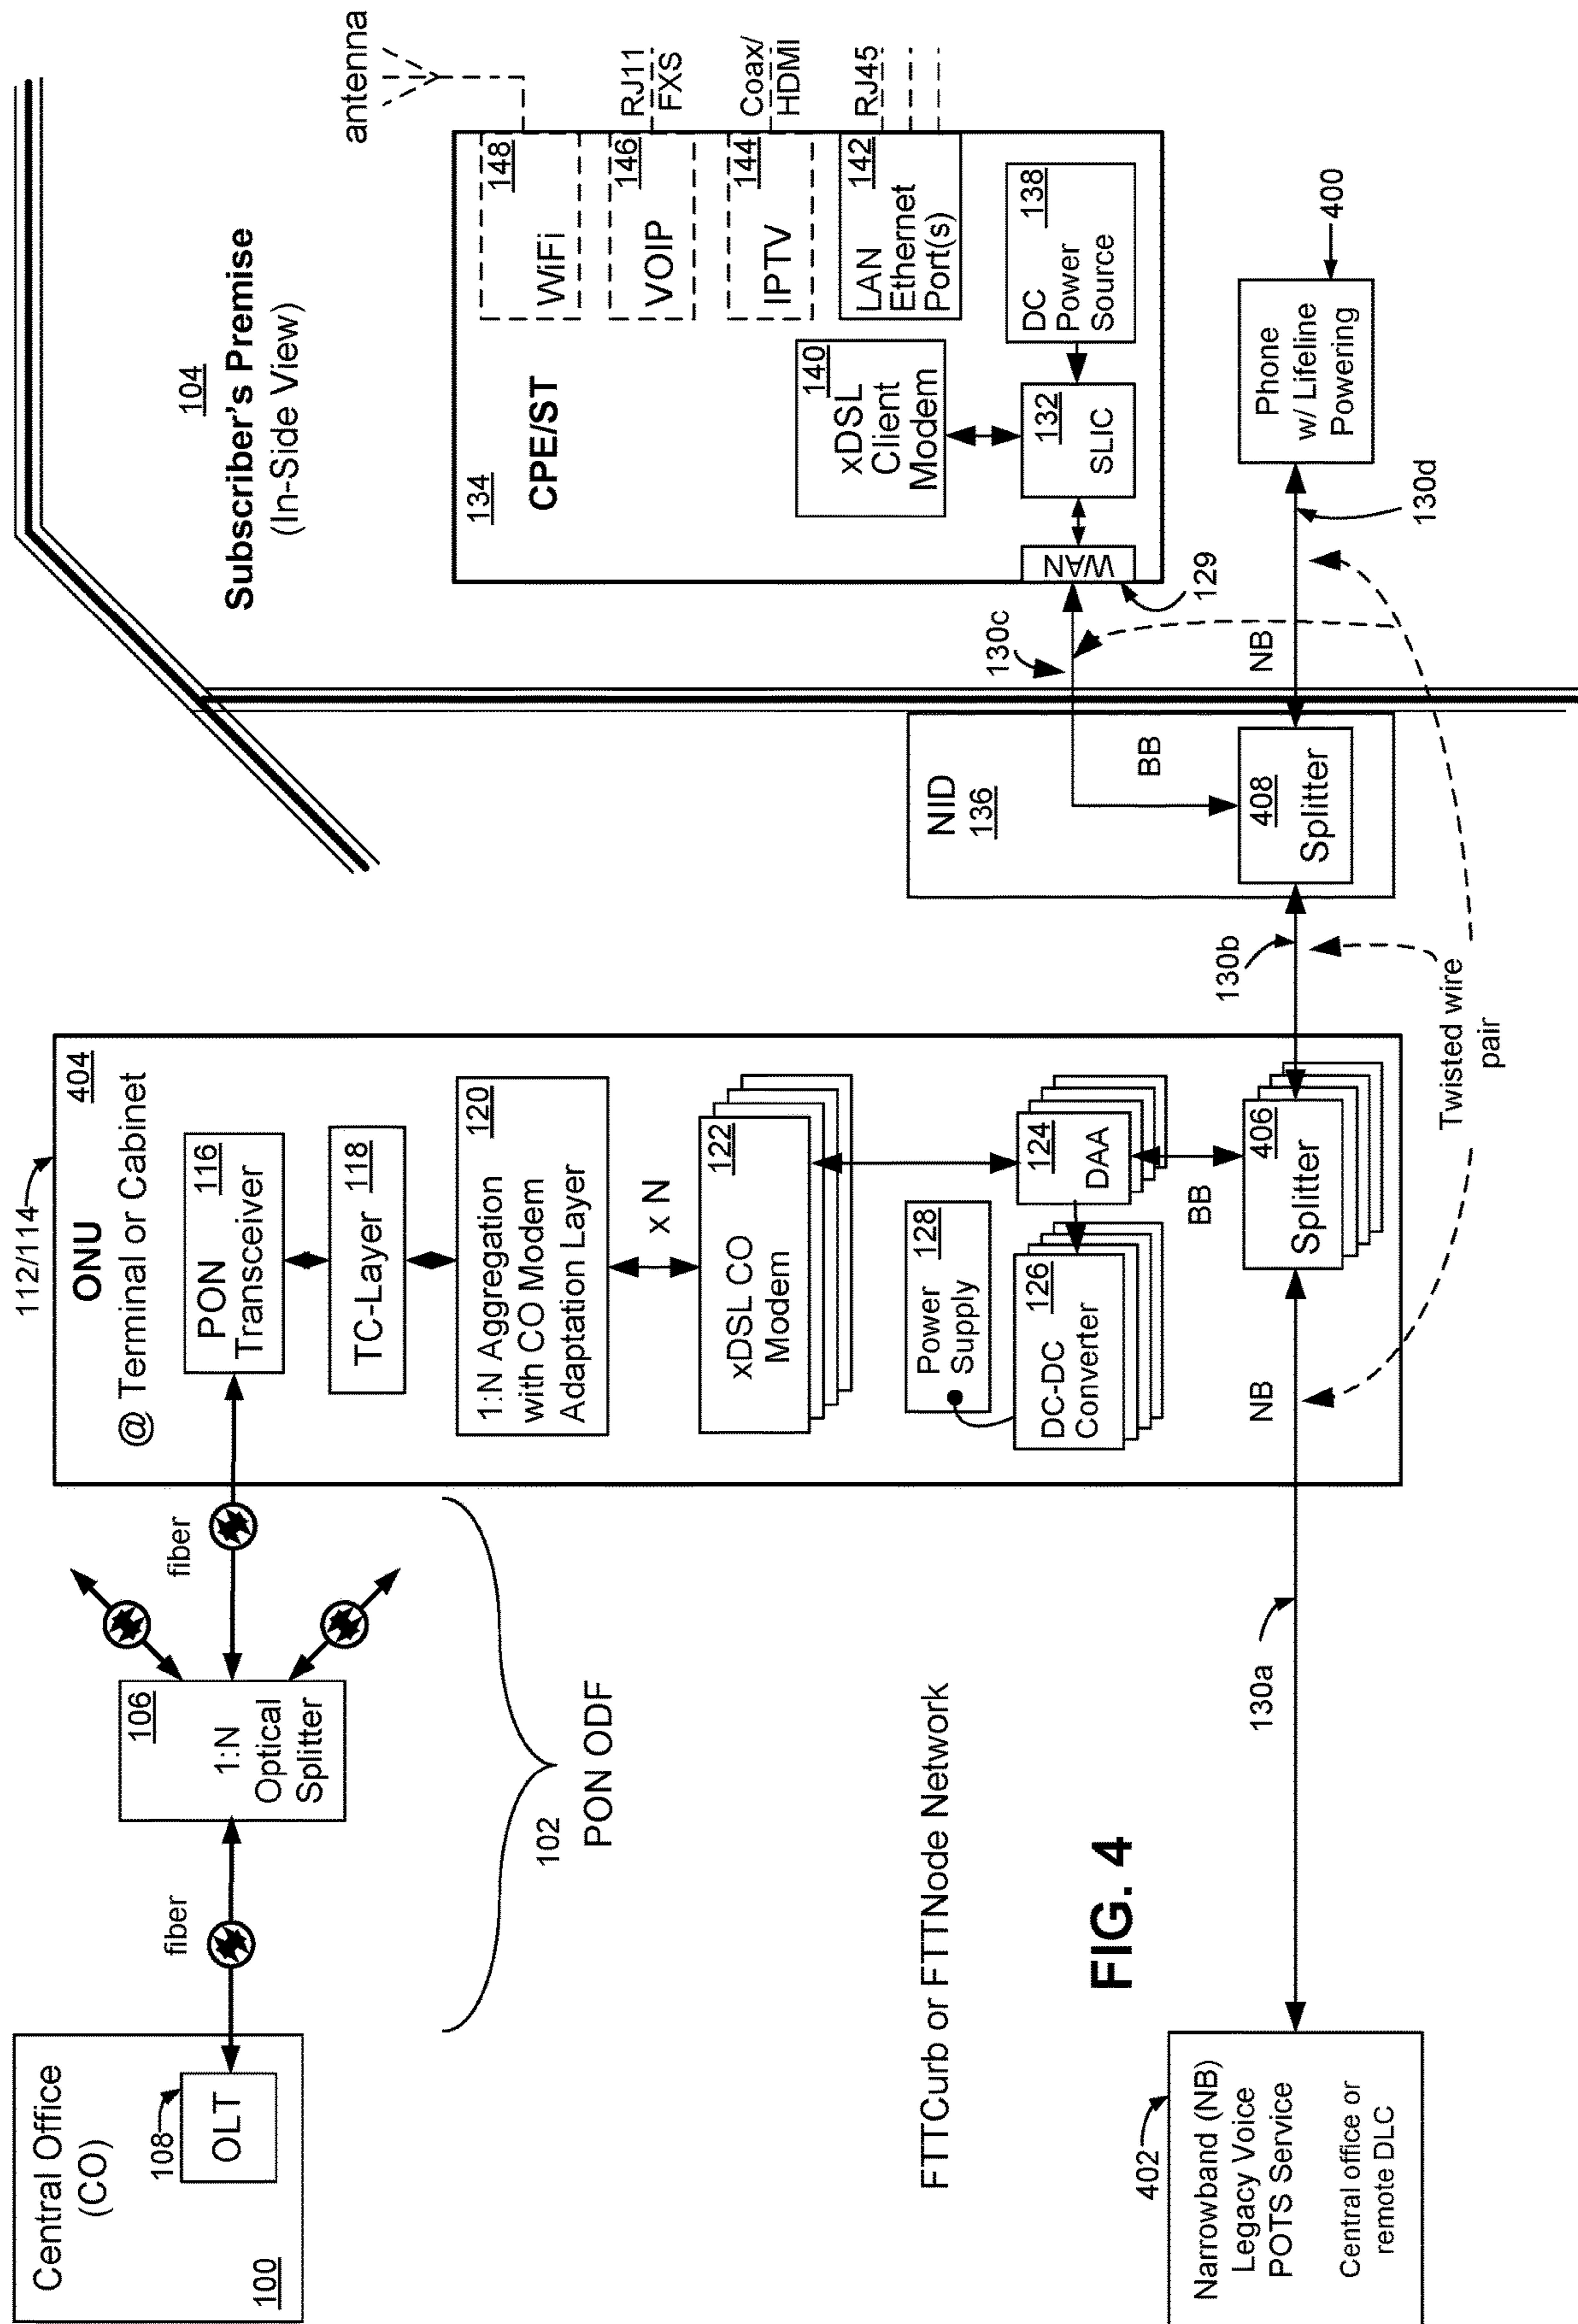 Central Office
(CO)
108
OLT
100
fiber
106
1:N
Optical
Splitter
fiber
102
PON ODF
112/114
ONU
404
@ Terminal or Cabinet
PON
116
Transceiver
TC-Layer
118
120
1:N Aggregation
with CO Modem
Adaptation Layer
x N
122
xDSL CO
Modem
Power
128
Supply
126
DC-DC
Converter
124
DAA
BB
406
Splitter
NB
Twisted wire
pair
130b
NID
136
408
Splitter
BB
130c
NB
130d
104
Subscriber's Premise
(In-Side View)
134
CPE/ST
antenna
148
WiFi
146
VOIP
RJ11
FXS
144
IPTV
Coax/
HDMI
142
LAN
Ethernet
Port(s)
RJ45
140
xDSL
Client
Modem
132
SLIC
138
DC
Power
Source
WAN
129
Phone
w/ Lifeline
Powering
400
FTTCurb or FTTNode Network
FIG. 4
130a
402
Narrowband (NB)
Legacy Voice
POTS Service
Central office or
remote DLC